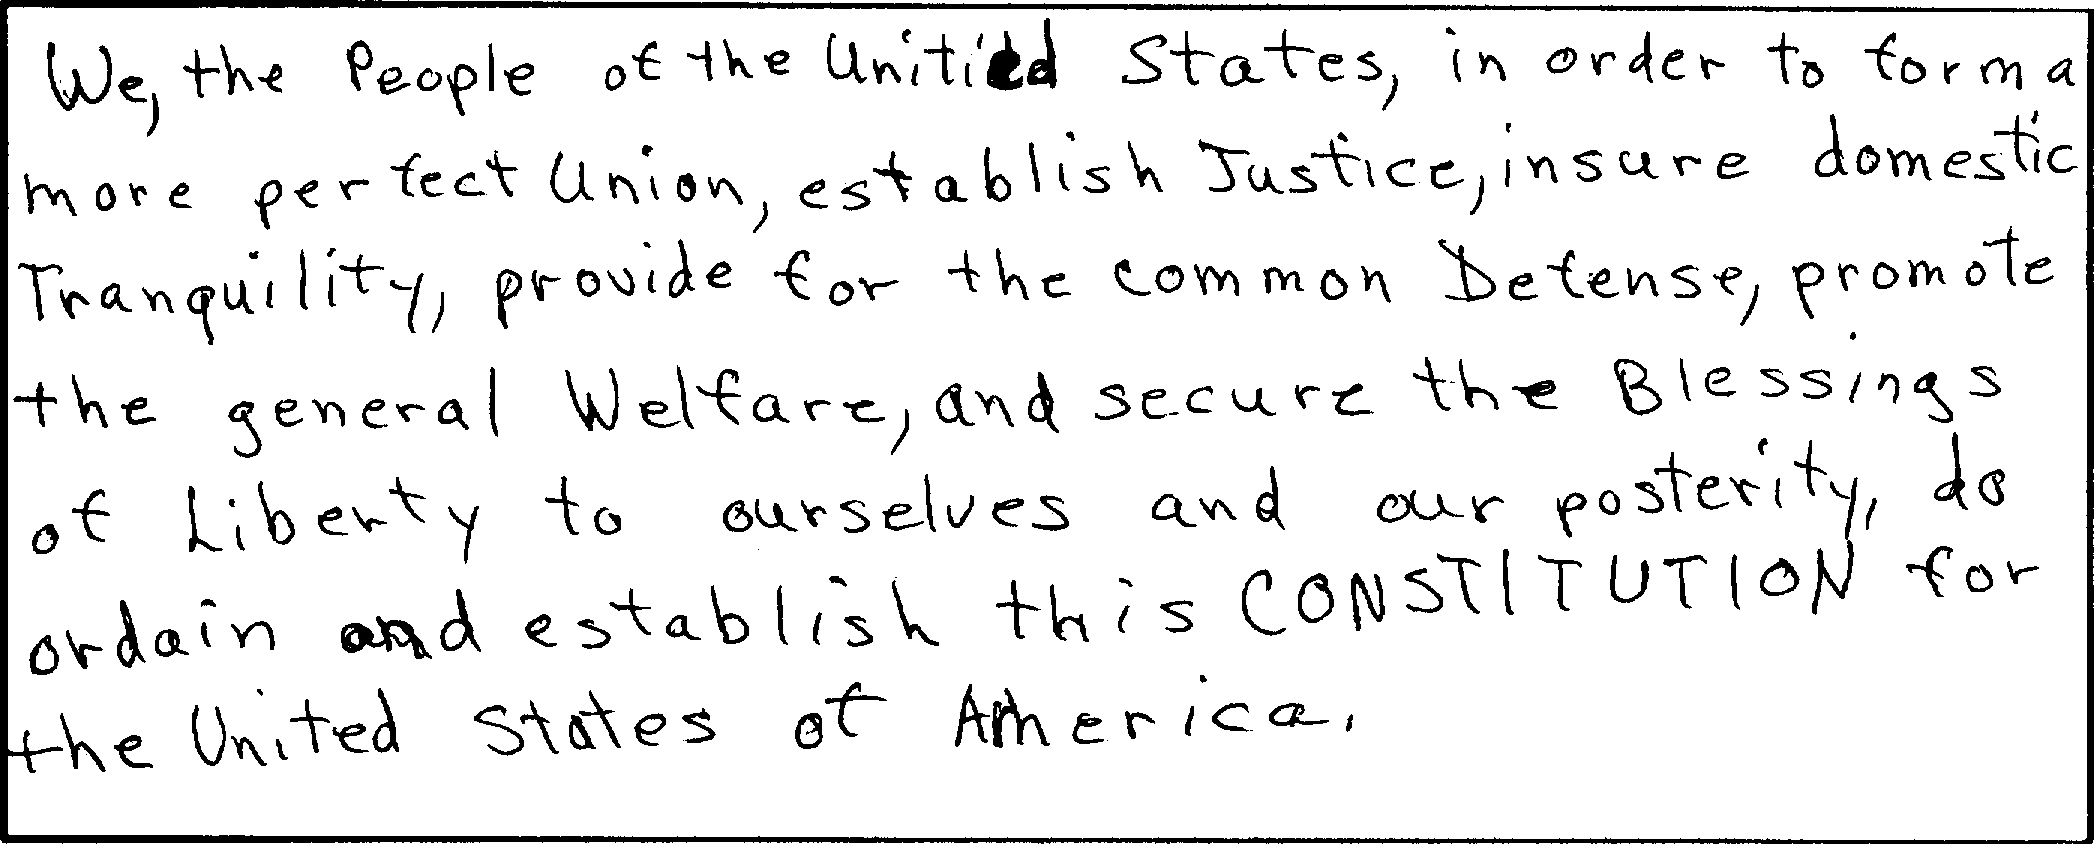 We, the People of the United States, in order to form a
more perfect Union, establish Justice, insure domestic
Tranquility, provide for the common Defense, promote
the general Welfare, and secure the Blessings
of Liberty to ourselves and our posterity, do
ordain and establish this CONSTITUTION for
the United States of America.